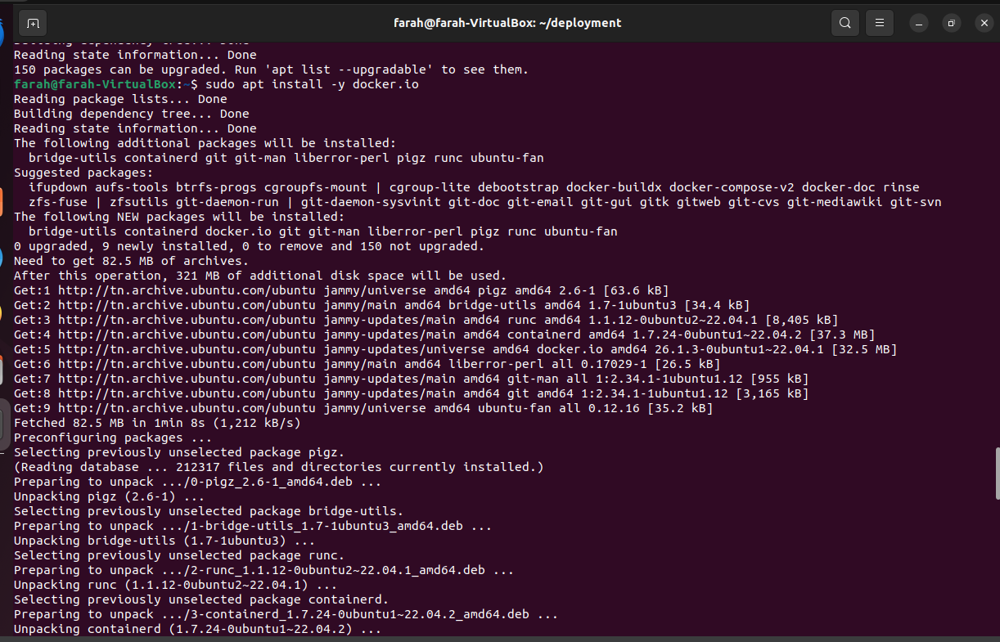 farah@farah-VirtualBox: ~/deployment
Building dependency tree... Done
Reading state information... Done
150 packages can be upgraded. Run 'apt list --upgradable' to see them.
farah@farah-VirtualBox:~$ sudo apt install -y docker.io
Reading package lists... Done
Building dependency tree... Done
Reading state information... Done
The following additional packages will be installed:
  bridge-utils containerd git git-man liberror-perl pigz runc ubuntu-fan
Suggested packages:
  ifupdown aufs-tools btrfs-progs cgroupfs-mount | cgroup-lite debootstrap docker-buildx docker-compose-v2 docker-doc rinse
  zfs-fuse | zfsutils git-daemon-run | git-daemon-sysvinit git-doc git-email git-gui gitk gitweb git-cvs git-mediawiki git-svn
The following NEW packages will be installed:
  bridge-utils containerd docker.io git git-man liberror-perl pigz runc ubuntu-fan
0 upgraded, 9 newly installed, 0 to remove and 150 not upgraded.
Need to get 82.5 MB of archives.
After this operation, 321 MB of additional disk space will be used.
Get:1 http://tn.archive.ubuntu.com/ubuntu jammy/universe amd64 pigz amd64 2.6-1 [63.6 kB]
Get:2 http://tn.archive.ubuntu.com/ubuntu jammy/main amd64 bridge-utils amd64 1.7-1ubuntu3 [34.4 kB]
Get:3 http://tn.archive.ubuntu.com/ubuntu jammy-updates/main amd64 runc amd64 1.1.12-0ubuntu2~22.04.1 [8,405 kB]
Get:4 http://tn.archive.ubuntu.com/ubuntu jammy-updates/main amd64 containerd amd64 1.7.24-0ubuntu1~22.04.2 [37.3 MB]
Get:5 http://tn.archive.ubuntu.com/ubuntu jammy-updates/universe amd64 docker.io amd64 26.1.3-0ubuntu1~22.04.1 [32.5 MB]
Get:6 http://tn.archive.ubuntu.com/ubuntu jammy/main amd64 liberror-perl all 0.17029-1 [26.5 kB]
Get:7 http://tn.archive.ubuntu.com/ubuntu jammy-updates/main amd64 git-man all 1:2.34.1-1ubuntu1.12 [955 kB]
Get:8 http://tn.archive.ubuntu.com/ubuntu jammy-updates/main amd64 git amd64 1:2.34.1-1ubuntu1.12 [3,165 kB]
Get:9 http://tn.archive.ubuntu.com/ubuntu jammy/universe amd64 ubuntu-fan all 0.12.16 [35.2 kB]
Fetched 82.5 MB in 1min 8s (1,212 kB/s)
Preconfiguring packages ...
Selecting previously unselected package pigz.
(Reading database ... 212317 files and directories currently installed.)
Preparing to unpack .../0-pigz_2.6-1_amd64.deb ...
Unpacking pigz (2.6-1) ...
Selecting previously unselected package bridge-utils.
Preparing to unpack .../1-bridge-utils_1.7-1ubuntu3_amd64.deb ...
Unpacking bridge-utils (1.7-1ubuntu3) ...
Selecting previously unselected package runc.
Preparing to unpack .../2-runc_1.1.12-0ubuntu2~22.04.1_amd64.deb ...
Unpacking runc (1.1.12-0ubuntu2~22.04.1) ...
Selecting previously unselected package containerd.
Preparing to unpack .../3-containerd_1.7.24-0ubuntu1~22.04.2_amd64.deb ...
Unpacking containerd (1.7.24-0ubuntu1~22.04.2) ...